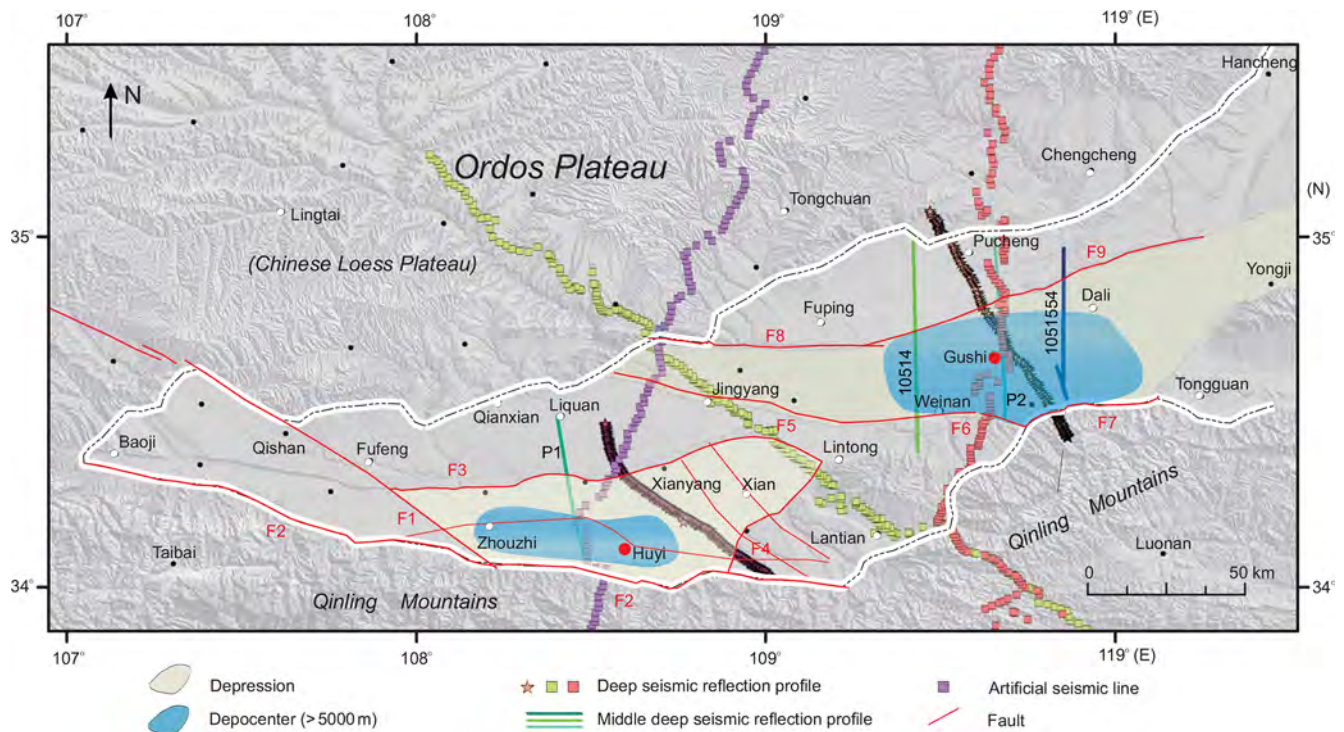 107° 108° 109° 119° (E)
Hancheng
N
Chengcheng
Ordos Plateau
Tongchuan
(N)
Lingtai
35° 35°
Pucheng
(Chinese Loess Plateau)
F9
Yongji
Fuping
Dali
1051554
F8
Gushi
10514
Jingyang
P2
Tongguan
Qianxian
Liquan
Weinan
F5
F6
F7
Baoji
Qishan
Fufeng
P1
Lintong
F3
Xianyang
Xian
Qinling Mountains
F1
F2
Zhouzhi
Lantian
F4
Taibai
Huyi
Luonan
0 50 km
34° 34°
Qinling Mountains
F2
107° 108° 109° 119° (E)
Depression
Deep seismic reflection profile
Artificial seismic line
Depocenter (> 5000 m)
Middle deep seismic reflection profile
Fault